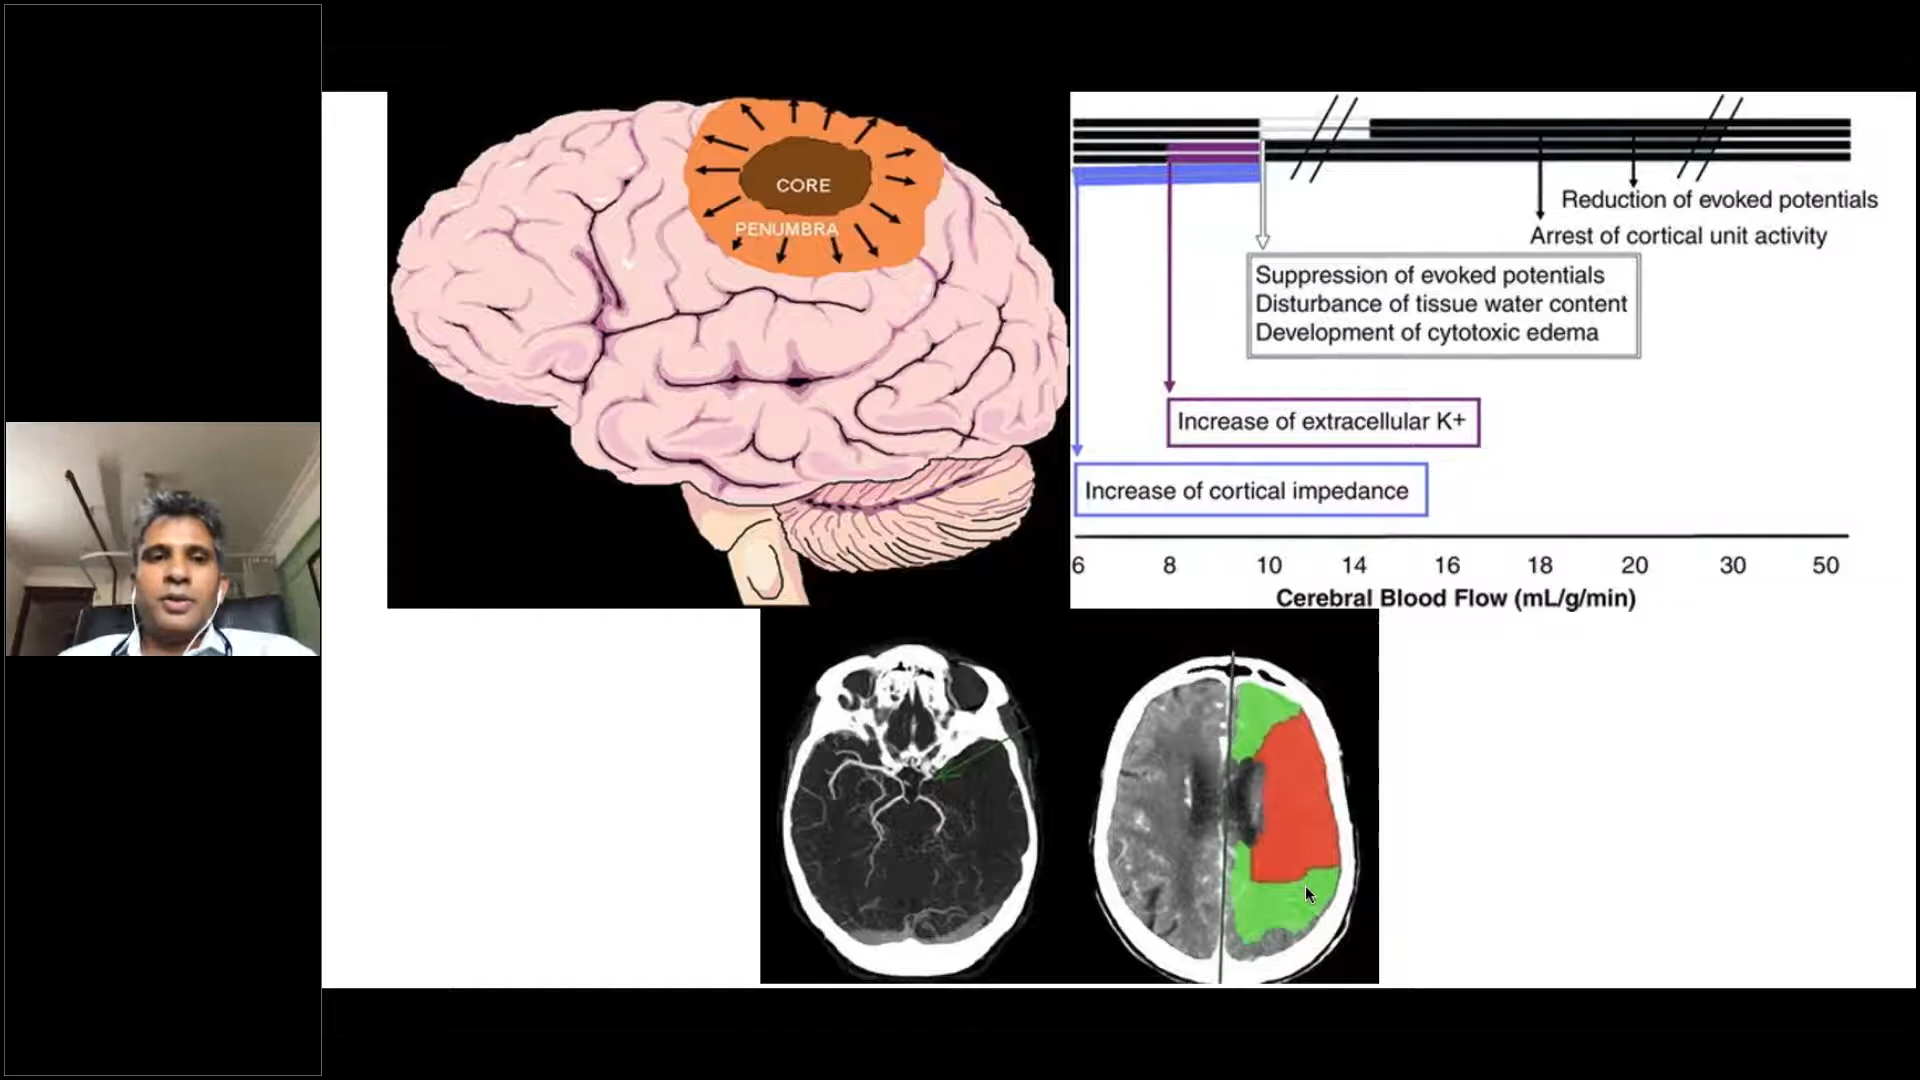 CORE
PENUMBRA
Reduction of evoked potentials
Arrest of cortical unit activity
Suppression of evoked potentials
Disturbance of tissue water content
Development of cytotoxic edema
Increase of extracellular K+
Increase of cortical impedance
6 8 10 14 16 18 20 30 50
Cerebral Blood Flow (mL/g/min)